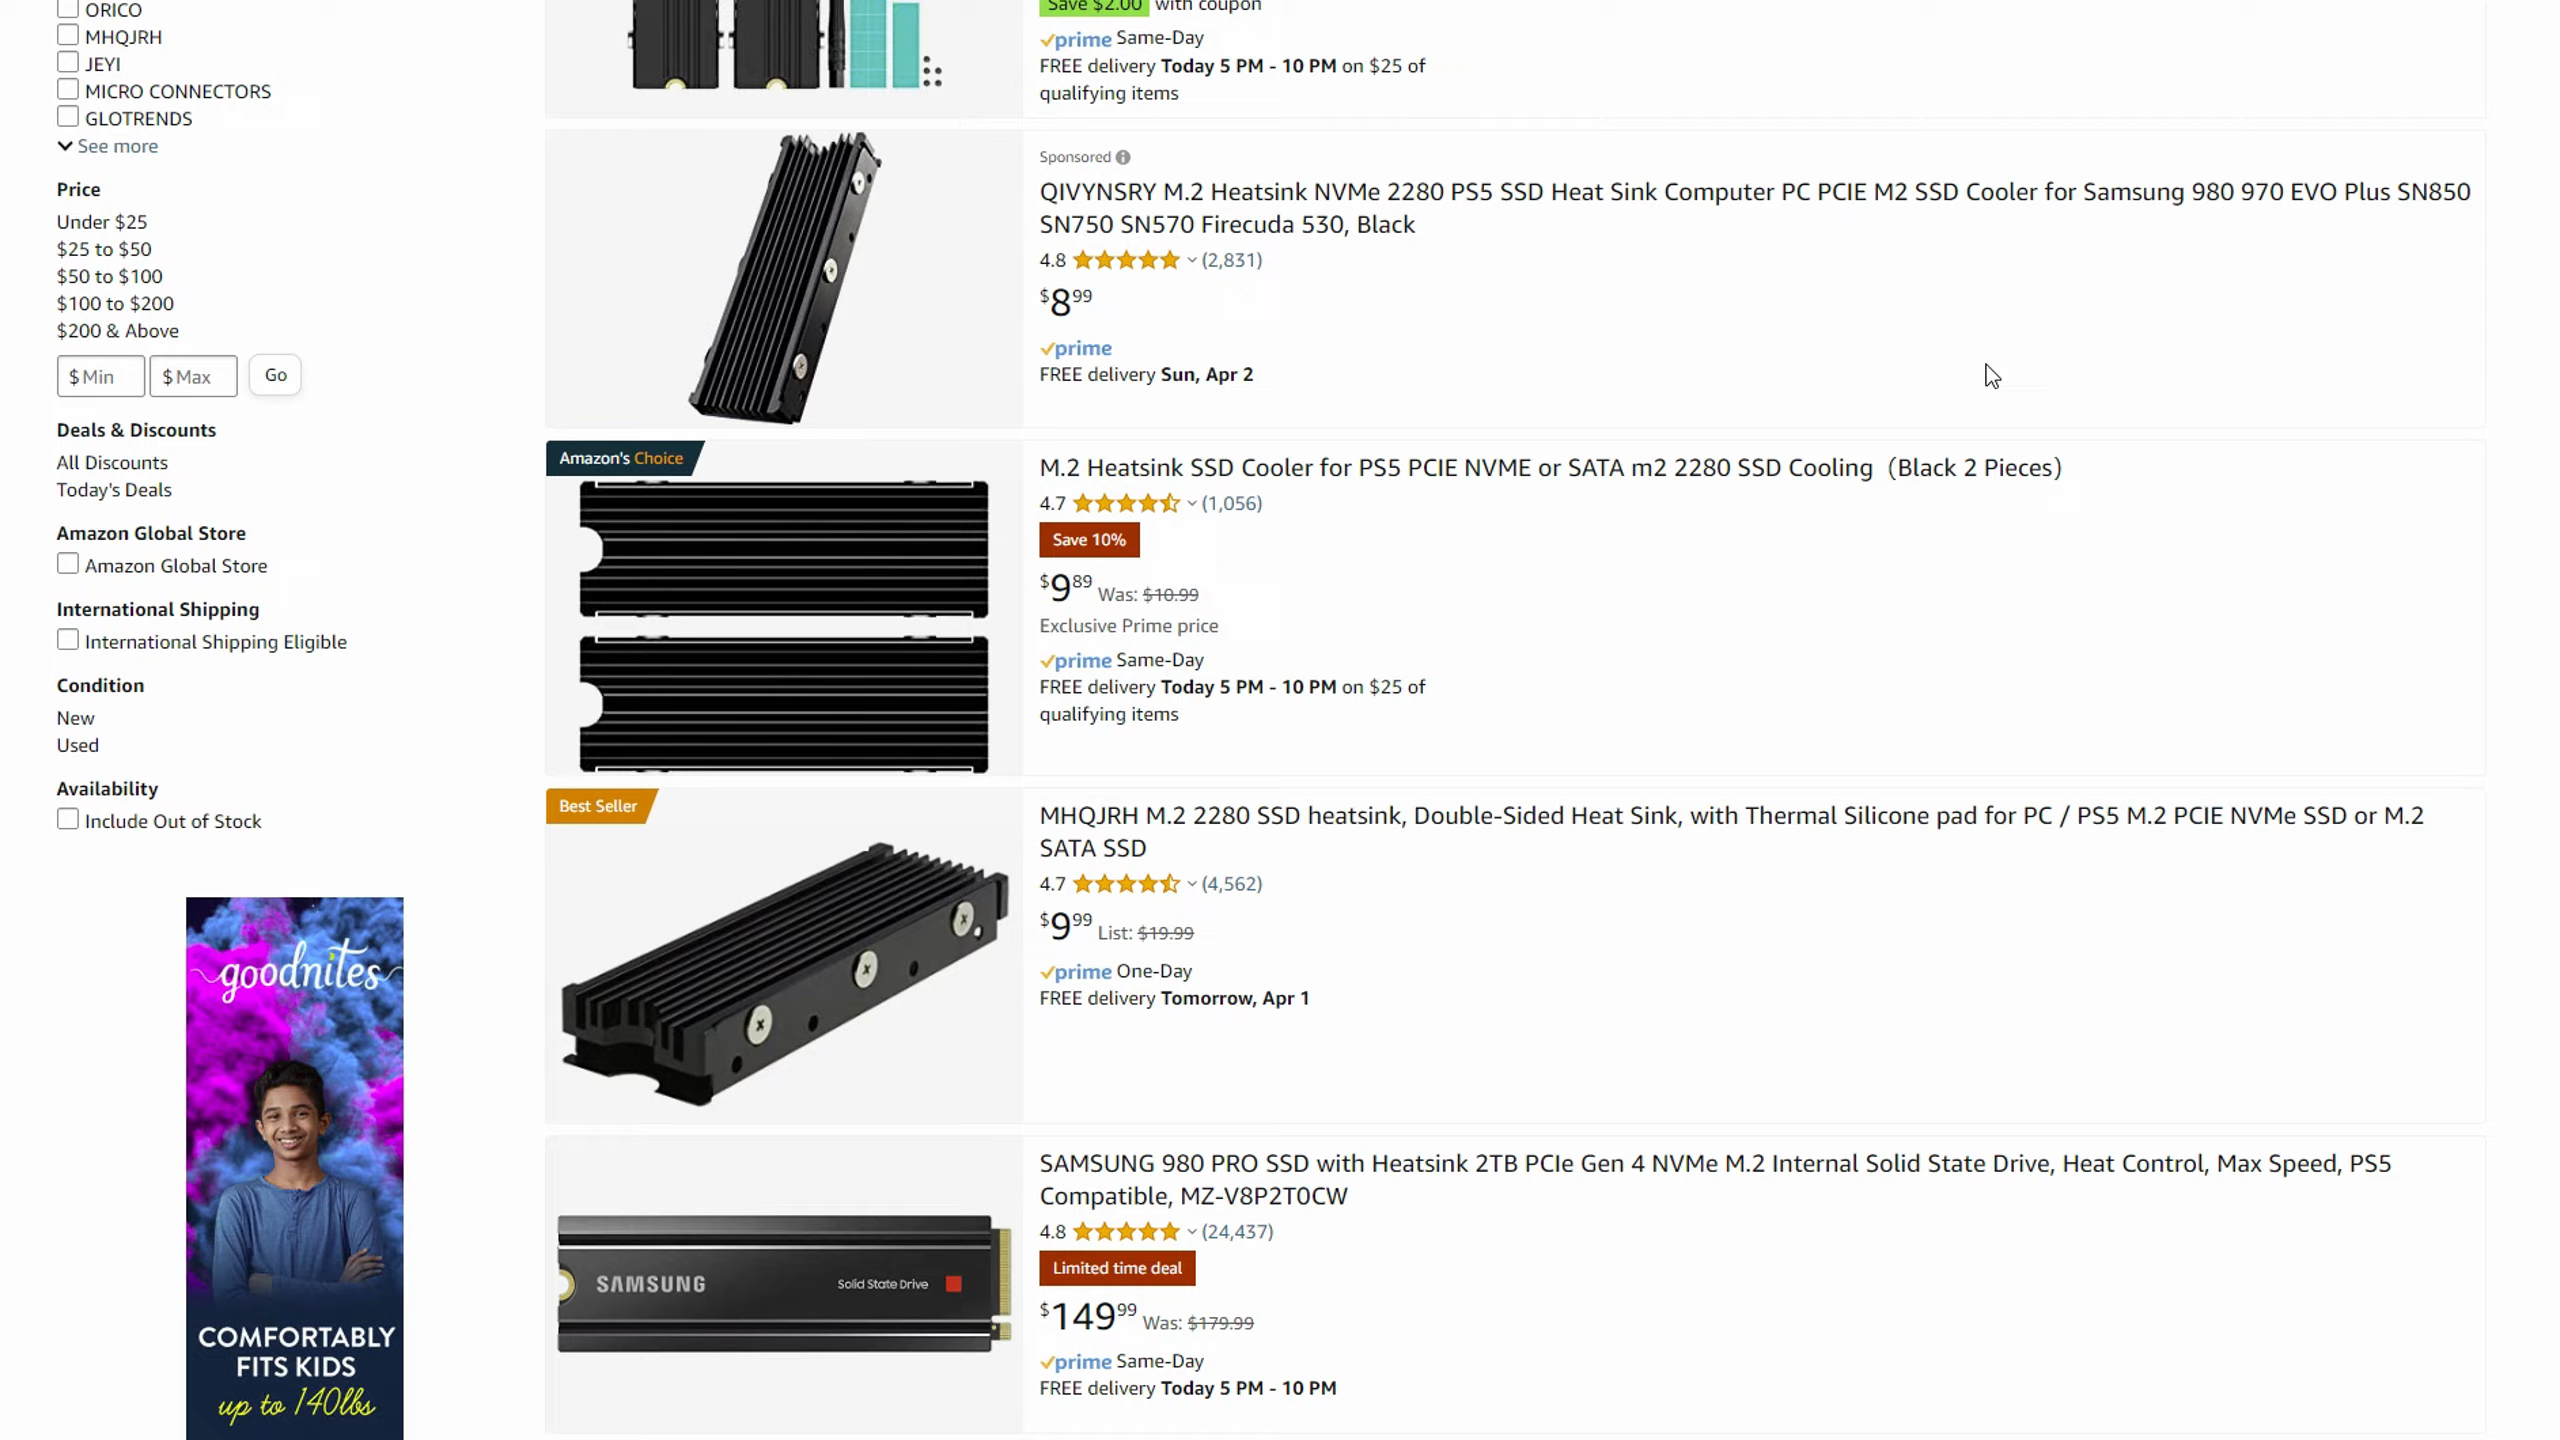 ORICO
MHQJRH
JEYI
MICRO CONNECTORS
GLOTRENDS
See more
Price
Under $25
$25 to $50
$50 to $100
$100 to $200
$200 & Above
$ Min $ Max Go
Deals & Discounts
All Discounts
Today's Deals
Amazon Global Store
Amazon Global Store
International Shipping
International Shipping Eligible
Condition
New
Used
Availability
Include Out of Stock
goodnites
COMFORTABLY
FITS KIDS
up to 140lbs
Save $2.00 with coupon
prime Same-Day
FREE delivery Today 5 PM - 10 PM on $25 of
qualifying items
Sponsored
QIVYNSRY M.2 Heatsink NVMe 2280 PS5 SSD Heat Sink Computer PC PCIE M2 SSD Cooler for Samsung 980 970 EVO Plus SN850
SN750 SN570 Firecuda 530, Black
4.8 (2,831)
$8 99
prime
FREE delivery Sun, Apr 2
Amazon's Choice
M.2 Heatsink SSD Cooler for PS5 PCIE NVME or SATA m2 2280 SSD Cooling（Black 2 Pieces）
4.7 (1,056)
Save 10%
$9 89 Was: $10.99
Exclusive Prime price
prime Same-Day
FREE delivery Today 5 PM - 10 PM on $25 of
qualifying items
Best Seller
MHQJRH M.2 2280 SSD heatsink, Double-Sided Heat Sink, with Thermal Silicone pad for PC / PS5 M.2 PCIE NVMe SSD or M.2
SATA SSD
4.7 (4,562)
$9 99 List: $19.99
prime One-Day
FREE delivery Tomorrow, Apr 1
SAMSUNG Solid State Drive
SAMSUNG 980 PRO SSD with Heatsink 2TB PCIe Gen 4 NVMe M.2 Internal Solid State Drive, Heat Control, Max Speed, PS5
Compatible, MZ-V8P2T0CW
4.8 (24,437)
Limited time deal
$149 99 Was: $179.99
prime Same-Day
FREE delivery Today 5 PM - 10 PM